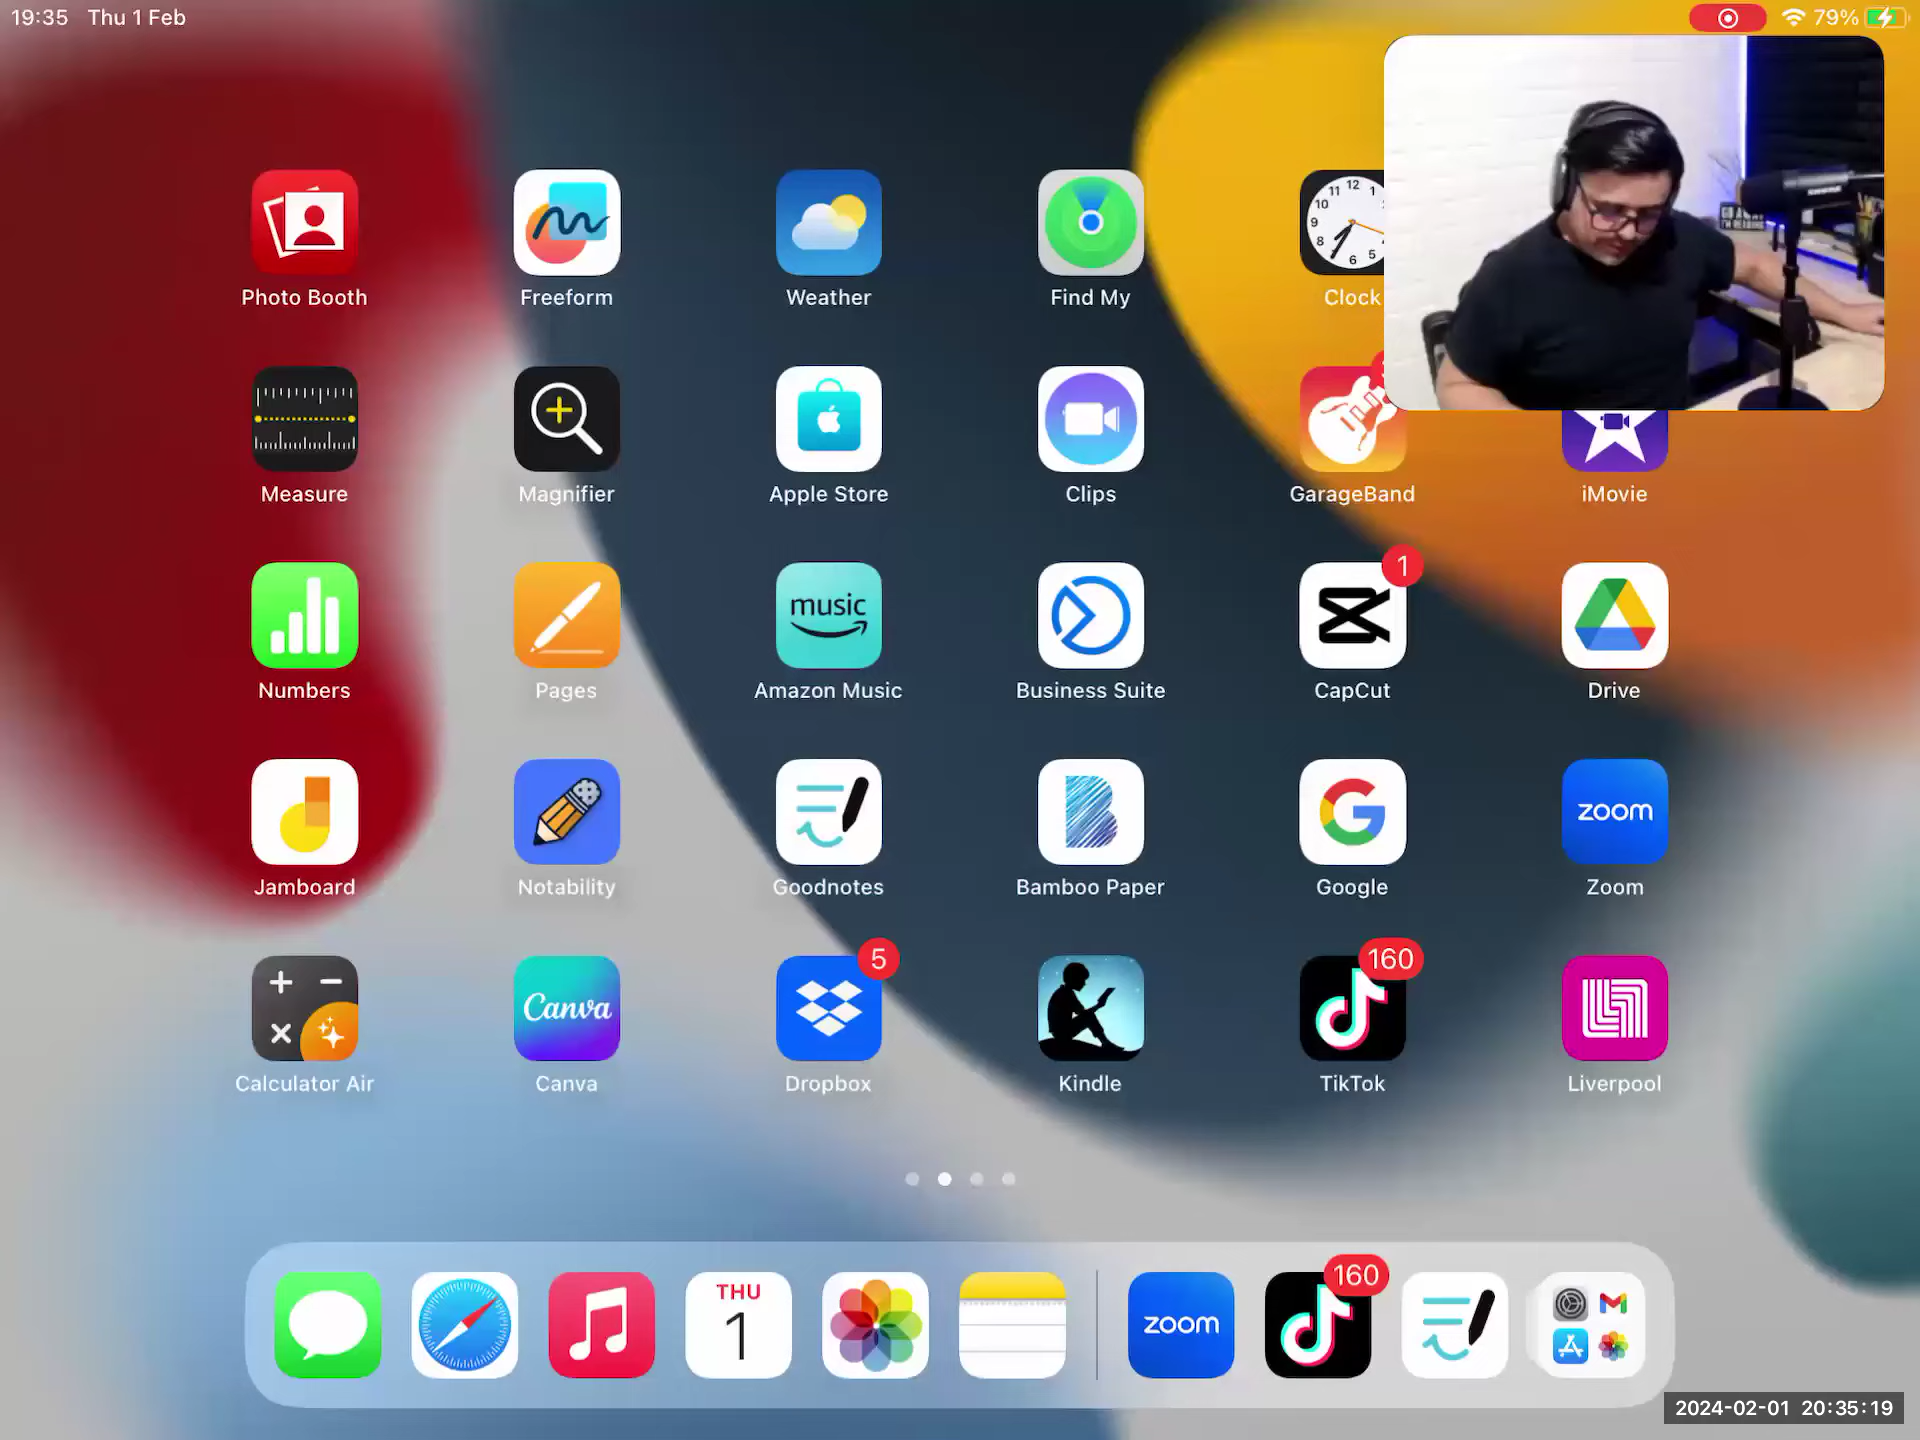 19:35 Thu 1 Feb
79%
Photo Booth
Freeform
Weather
Find My
Clock
Measure
Magnifier
Apple Store
Clips
GarageBand
iMovie
music
1
Numbers
Pages
Amazon Music
Business Suite
CapCut
Drive
zoom
Jamboard
Notability
Goodnotes
Bamboo Paper
Google
Zoom
Canva
5
160
Calculator Air
Canva
Dropbox
Kindle
TikTok
Liverpool
THU
1
zoom
160
2024-02-01 20:35:19